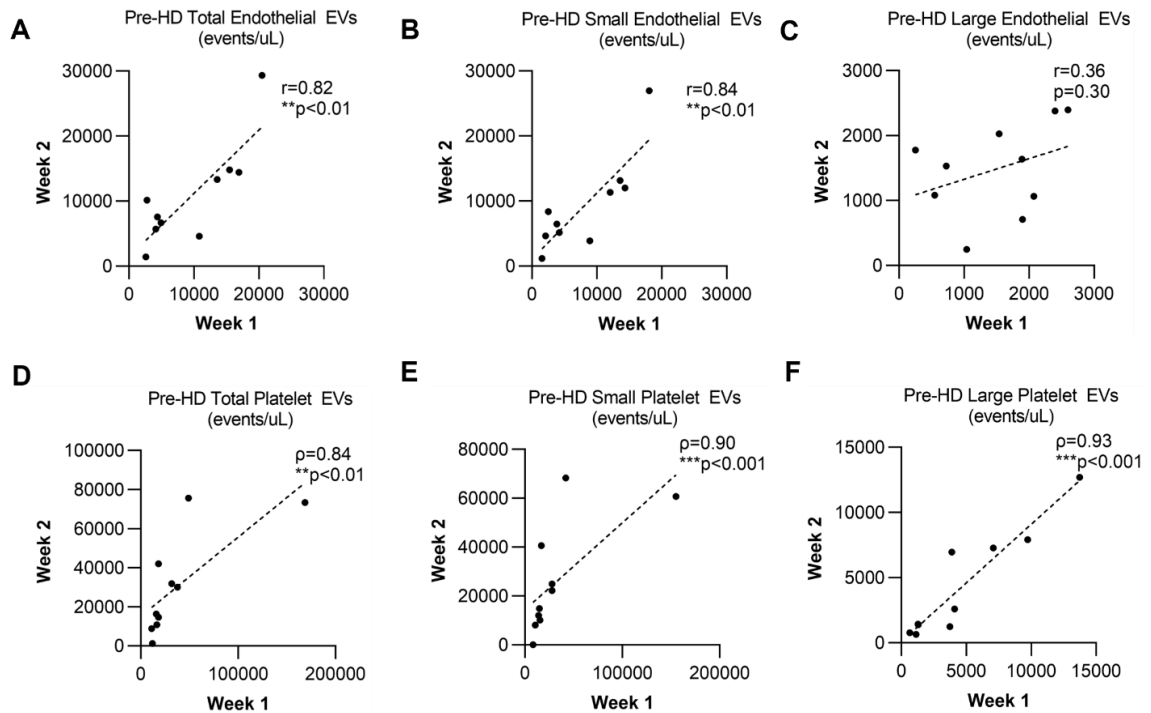 A
Pre-HD Total Endothelial EVs
(events/uL)
30000
20000
10000
0
Week 2
r=0.82
**p<0.01
0 10000 20000 30000
Week 1
B
Pre-HD Small Endothelial EVs
(events/uL)
30000
20000
10000
0
Week 2
r=0.84
**p<0.01
0 10000 20000 30000
Week 1
C
Pre-HD Large Endothelial EVs
(events/uL)
3000
2000
1000
0
Week 2
r=0.36
p=0.30
0 1000 2000 3000
Week 1
D
Pre-HD Total Platelet EVs
(events/uL)
100000
80000
60000
40000
20000
0
Week 2
ρ=0.84
**p<0.01
0 100000 200000
Week 1
E
Pre-HD Small Platelet EVs
(events/uL)
80000
60000
40000
20000
0
Week 2
ρ=0.90
***p<0.001
0 100000 200000
Week 1
F
Pre-HD Large Platelet EVs
(events/uL)
15000
10000
5000
0
Week 2
ρ=0.93
***p<0.001
0 5000 10000 15000
Week 1